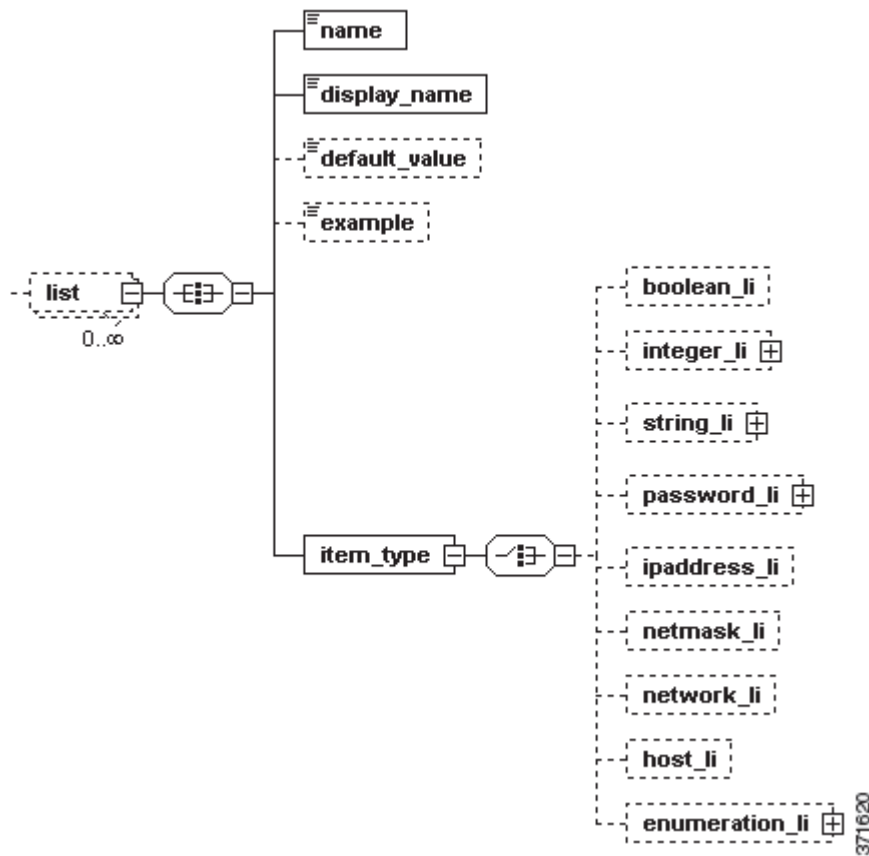 name
display_name
default_value
example
list
0..∞
item_type
boolean_li
integer_li
string_li
password_li
ipaddress_li
netmask_li
network_li
host_li
enumeration_li
371620